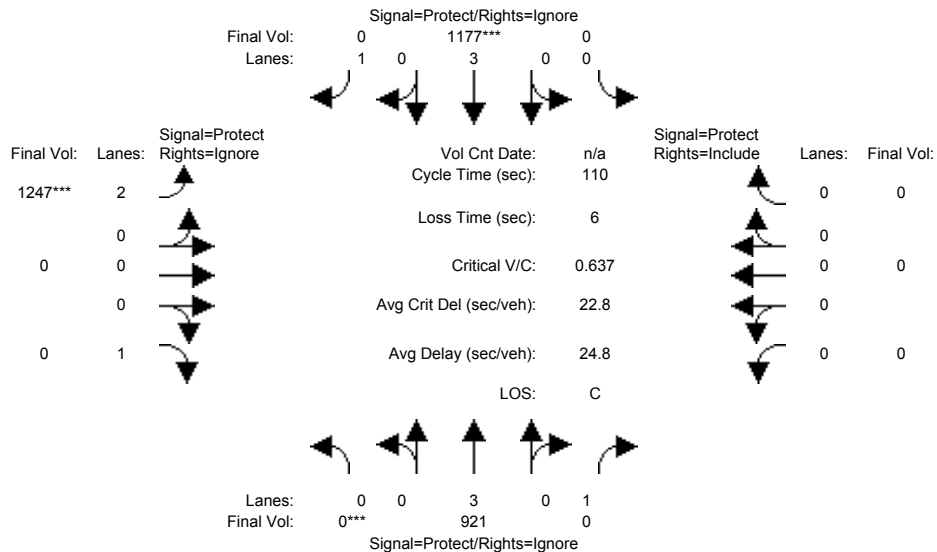 Signal=Protect/Rights=Ignore
Final Vol: 0 1177*** 0
Lanes: 1 0 3 0 0
Signal=Protect Signal=Protect
Final Vol: Lanes: Rights=Ignore Vol Cnt Date: n/a Rights=Include Lanes: Final Vol:
Cycle Time (sec): 110
1247*** 2 0 0
Loss Time (sec): 6
0 0
0 0 Critical V/C: 0.637 0 0
0 Avg Crit Del (sec/veh): 22.8 0
0 1 Avg Delay (sec/veh): 24.8 0 0
LOS: C
Lanes: 0 0 3 0 1
Final Vol: 0*** 921 0
Signal=Protect/Rights=Ignore